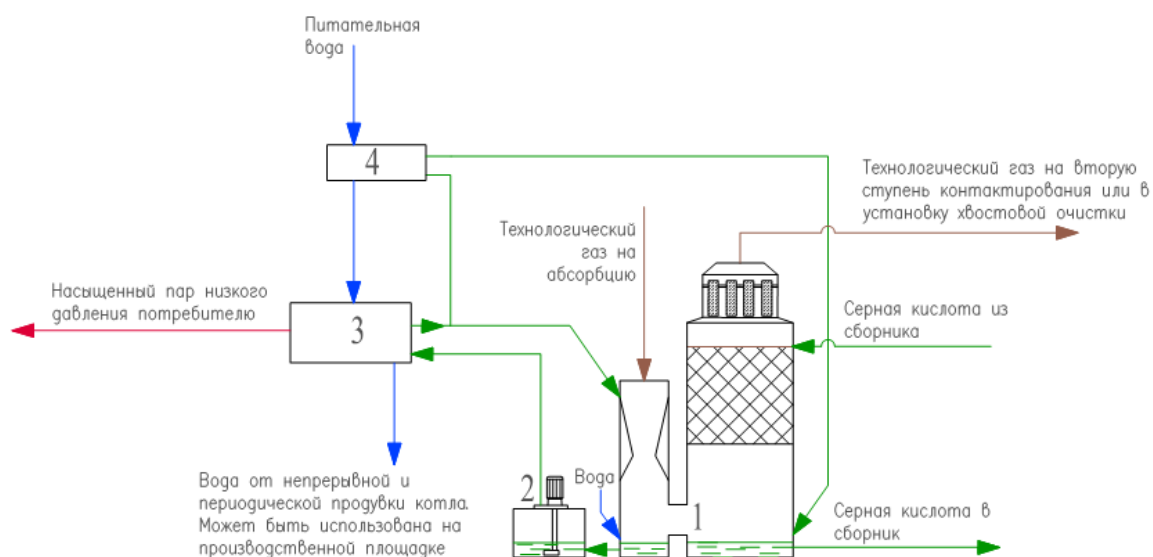 Питательная
вода
4
Технологический газ на вторую
ступень контактирования или в
установку хвостовой очистки
Технологический
газ на
абсорбцию
Насыщенный пар низкого
давления потребителю
3
Серная кислота из
сборника
Вода от непрерывной и
периодической продувки котла.
Может быть использована на
производственной площадке
2
Вода
1
Серная кислота в
сборник